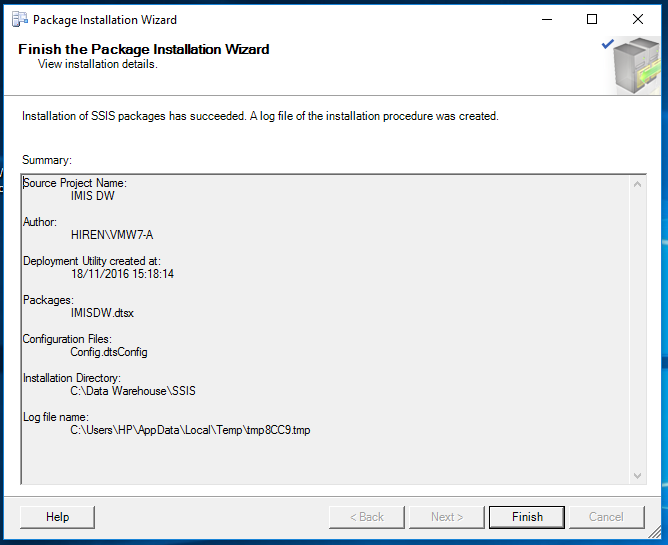 Package Installation Wizard
Finish the Package Installation Wizard
View installation details.
Installation of SSIS packages has succeeded. A log file of the installation procedure was created.
Summary:
Source Project Name:
IMIS DW
Author:
HIREN\VMW7-A
Deployment Utility created at:
18/11/2016 15:18:14
Packages:
IMISDW.dtsx
Configuration Files:
Config.dtsConfig
Installation Directory:
C:\Data Warehouse\SSIS
Log file name:
C:\Users\HP\AppData\Local\Temp\tmp8CC9.tmp
Help
< Back
Next >
Finish
Cancel